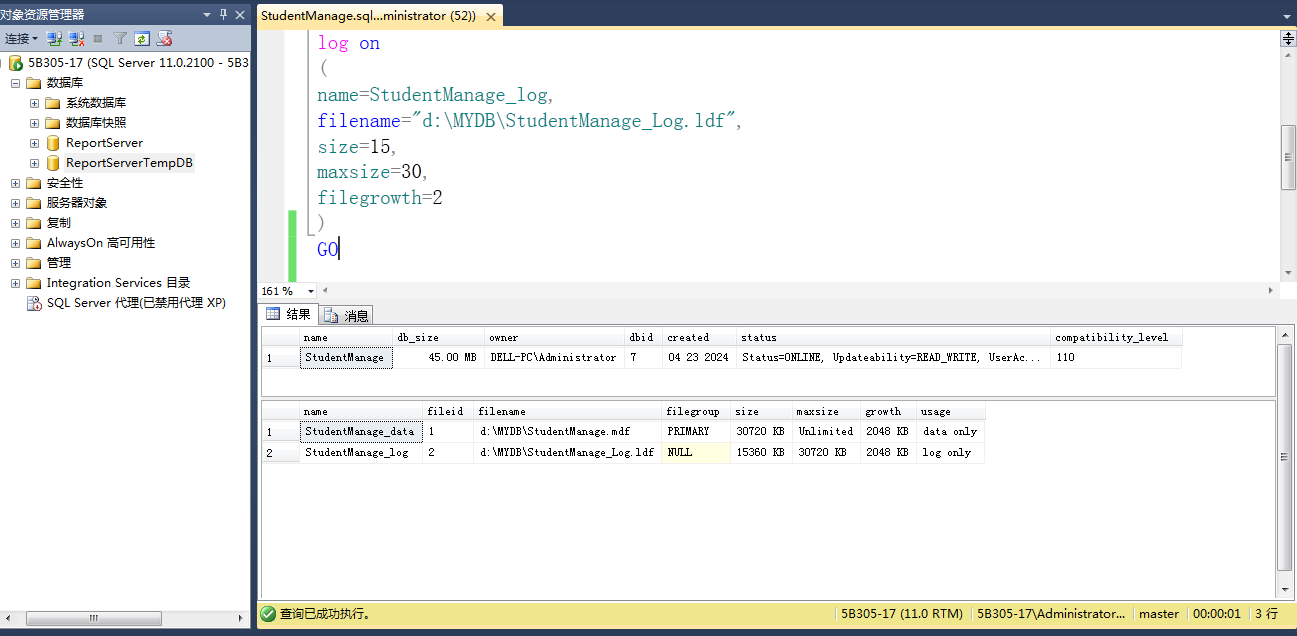 对象资源管理器
连接
5B305-17 (SQL Server 11.0.2100 - 5B3
数据库
系统数据库
数据库快照
ReportServer
ReportServerTempDB
安全性
服务器对象
复制
AlwaysOn 高可用性
管理
Integration Services 目录
SQL Server 代理(已禁用代理 XP)
StudentManage.sql...ministrator (52))
log on
(
name=StudentManage_log,
filename="d:\MYDB\StudentManage_Log.ldf",
size=15,
maxsize=30,
filegrowth=2
)
GO
161 %
结果 消息
name db_size owner dbid created status compatibility_level
1 StudentManage 45.00 MB DELL-PC\Administrator 7 04 23 2024 Status=ONLINE, Updateability=READ_WRITE, UserAc... 110
name fileid filename filegroup size maxsize growth usage
1 StudentManage_data 1 d:\MYDB\StudentManage.mdf PRIMARY 30720 KB Unlimited 2048 KB data only
2 StudentManage_log 2 d:\MYDB\StudentManage_Log.ldf NULL 15360 KB 30720 KB 2048 KB log only
查询已成功执行。 5B305-17 (11.0 RTM) 5B305-17\Administrator... master 00:00:01 3 行